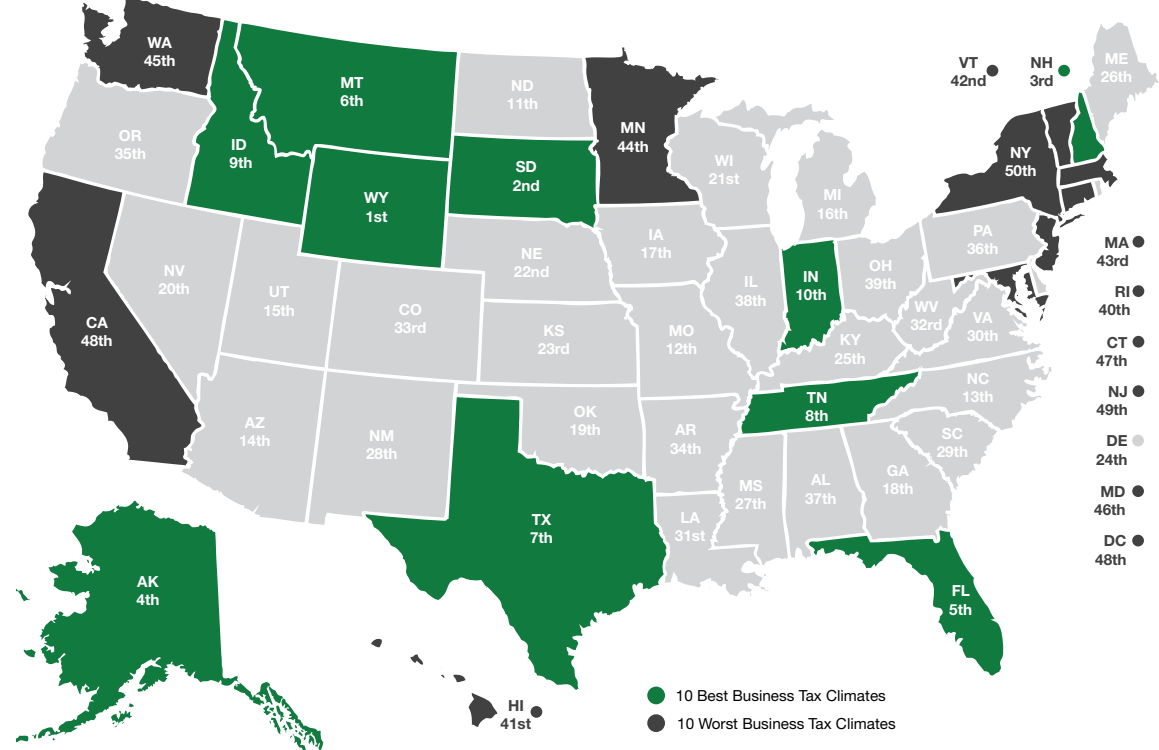 WA
45th
MT
6th
ND
11th
MN
44th
VT
42nd
NH
3rd
ME
26th
OR
35th
ID
9th
WY
1st
SD
2nd
WI
21st
MI
16th
NY
50th
NV
20th
UT
15th
CO
33rd
NE
22nd
IA
17th
IL
38th
IN
10th
OH
39th
PA
36th
MA
43rd
RI
40th
CT
47th
NJ
49th
DE
24th
MD
46th
DC
48th
CA
48th
KS
23rd
MO
12th
KY
25th
WV
32rd
VA
30th
AZ
14th
NM
28th
OK
19th
AR
34th
TN
8th
NC
13th
SC
29th
TX
7th
LA
31st
MS
27th
AL
37th
GA
18th
FL
5th
AK
4th
HI
41st
10 Best Business Tax Climates
10 Worst Business Tax Climates